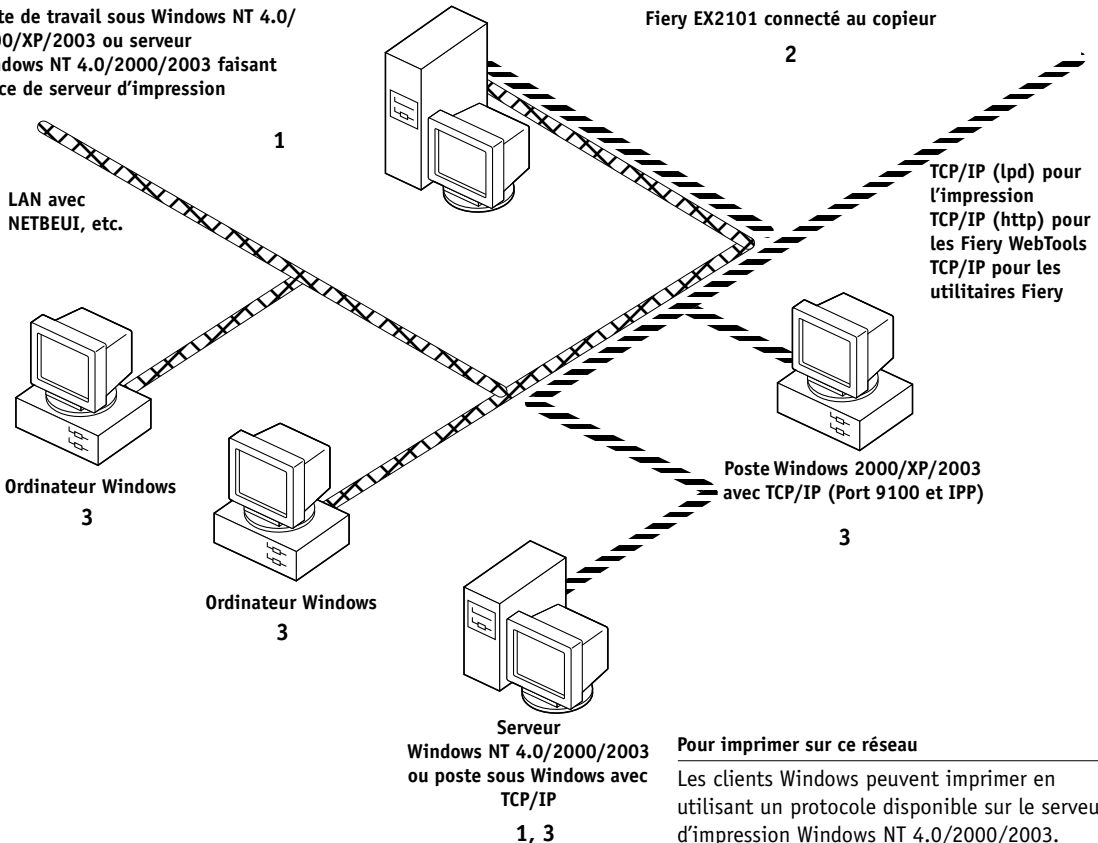 te de travail sous Windows NT 4.0/
00/XP/2003 ou serveur
ndows NT 4.0/2000/2003 faisant
ce de serveur d’impression
1
Fiery EX2101 connecté au copieur
2
LAN avec
NETBEUI, etc.
TCP/IP (lpd) pour
l’impression
TCP/IP (http) pour
les Fiery WebTools
TCP/IP pour les
utilitaires Fiery
Ordinateur Windows
3
Ordinateur Windows
3
Poste Windows 2000/XP/2003
avec TCP/IP (Port 9100 et IPP)
3
Serveur
Windows NT 4.0/2000/2003
ou poste sous Windows avec
TCP/IP
1, 3
Pour imprimer sur ce réseau
Les clients Windows peuvent imprimer en
utilisant un protocole disponible sur le serveu
d’impression Windows NT 4.0/2000/2003.